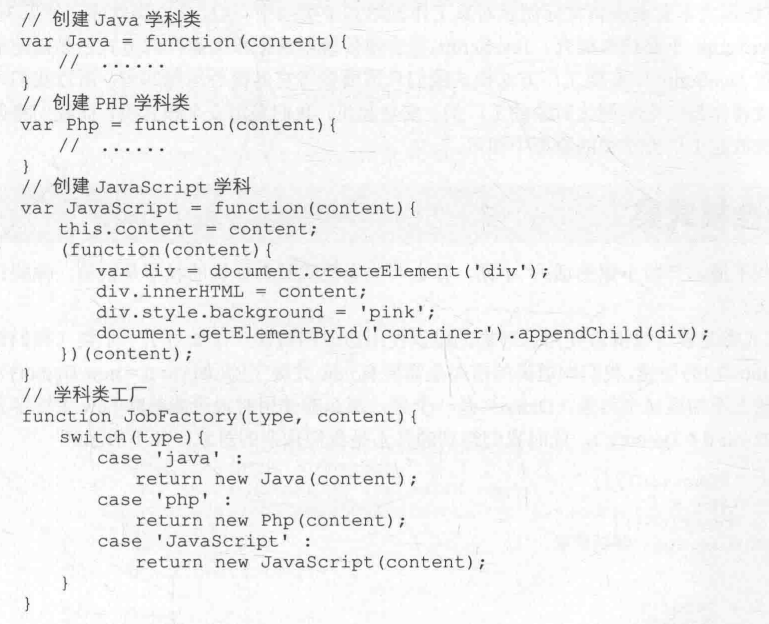 // 创建 Java 学科类
var Java = function(content){
    // ......
}
// 创建 PHP 学科类
var Php = function(content){
    // ......
}
// 创建 JavaScript 学科
var JavaScript = function(content){
    this.content = content;
    (function(content){
        var div = document.createElement('div');
        div.innerHTML = content;
        div.style.background = 'pink';
        document.getElementById('container').appendChild(div);
    })(content);
}
// 学科类工厂
function JobFactory(type, content){
    switch(type){
        case 'java' :
            return new Java(content);
        case 'php' :
            return new Php(content);
        case 'JavaScript' :
            return new JavaScript(content);
    }
}